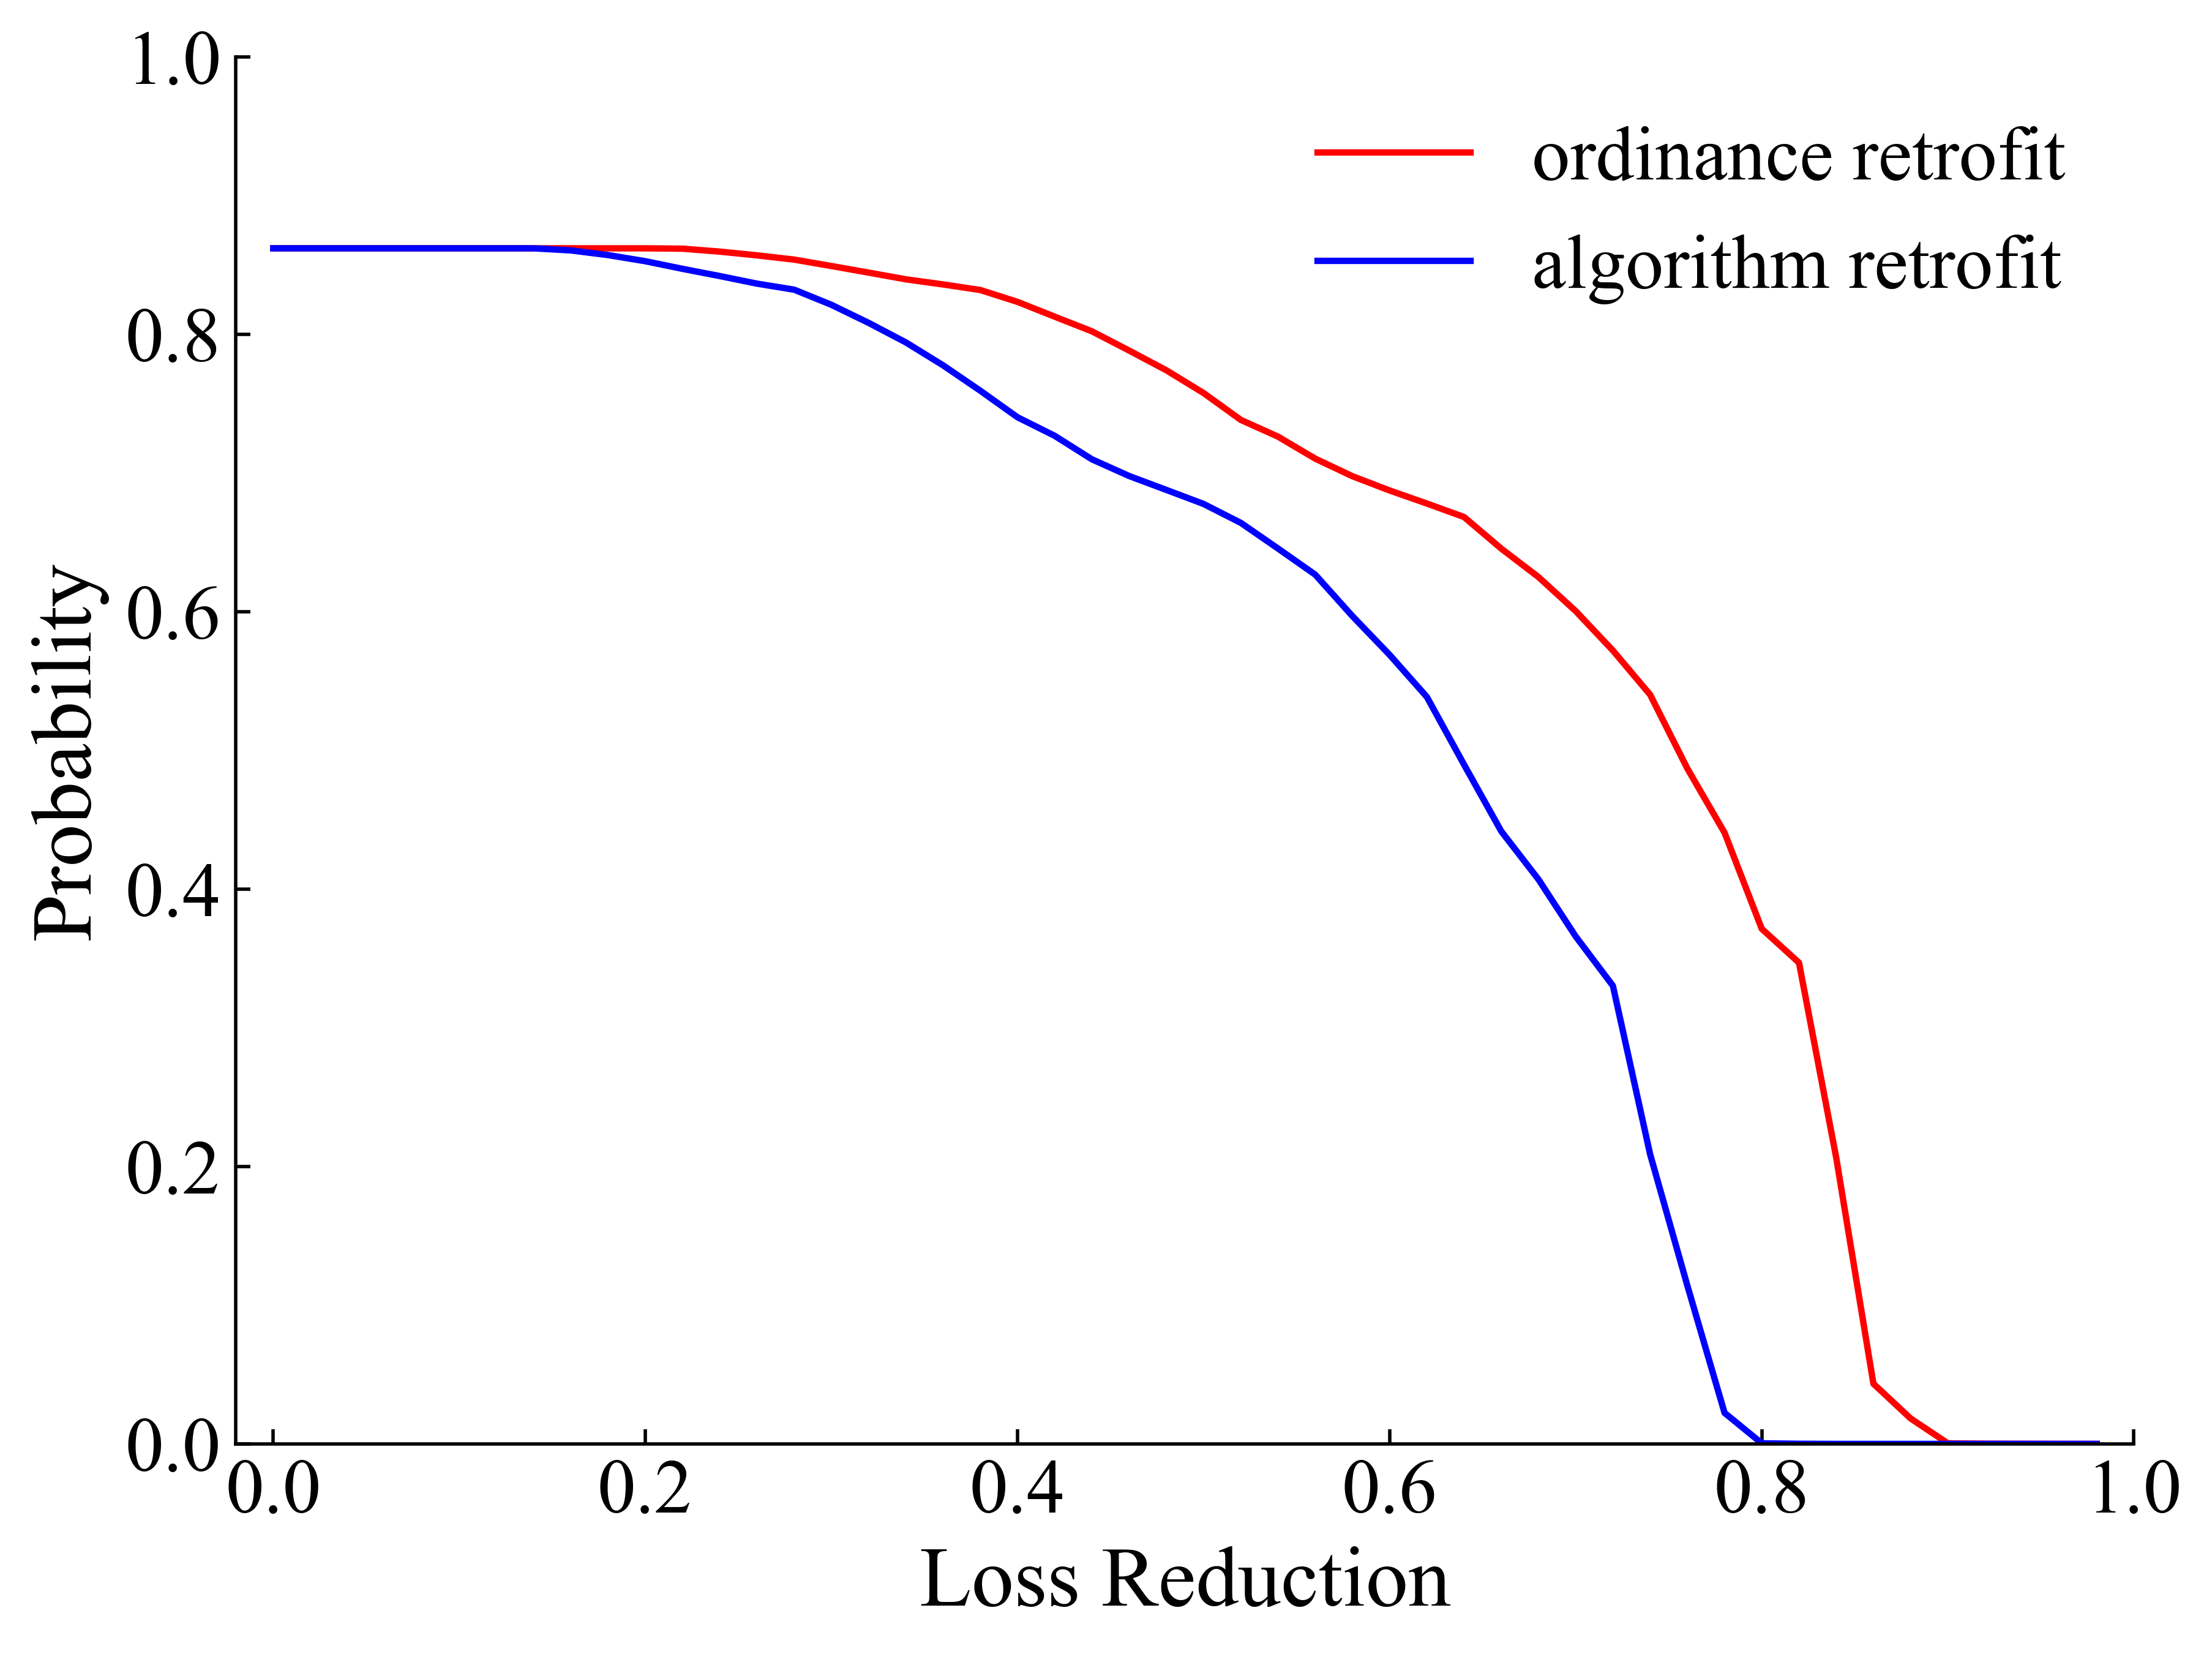 1.0
0.8
0.6
0.4
0.2
0.0
Probability
ordinance retrofit
algorithm retrofit
0.0 0.2 0.4 0.6 0.8 1.0
Loss Reduction